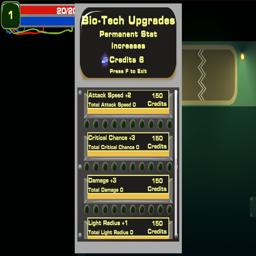 1
20/20
Bio-Tech Upgrades
Permanent Stat
Increases
Credits 6
Press F to Exit
Attack Speed +2 150
Total Attack Speed 0 Credits
Critical Chance +3 150
Total Critical Chance 0 Credits
Damage +3 150
Total Damage 0 Credits
Light Radius +1 150
Total Light Radius 0 Credits